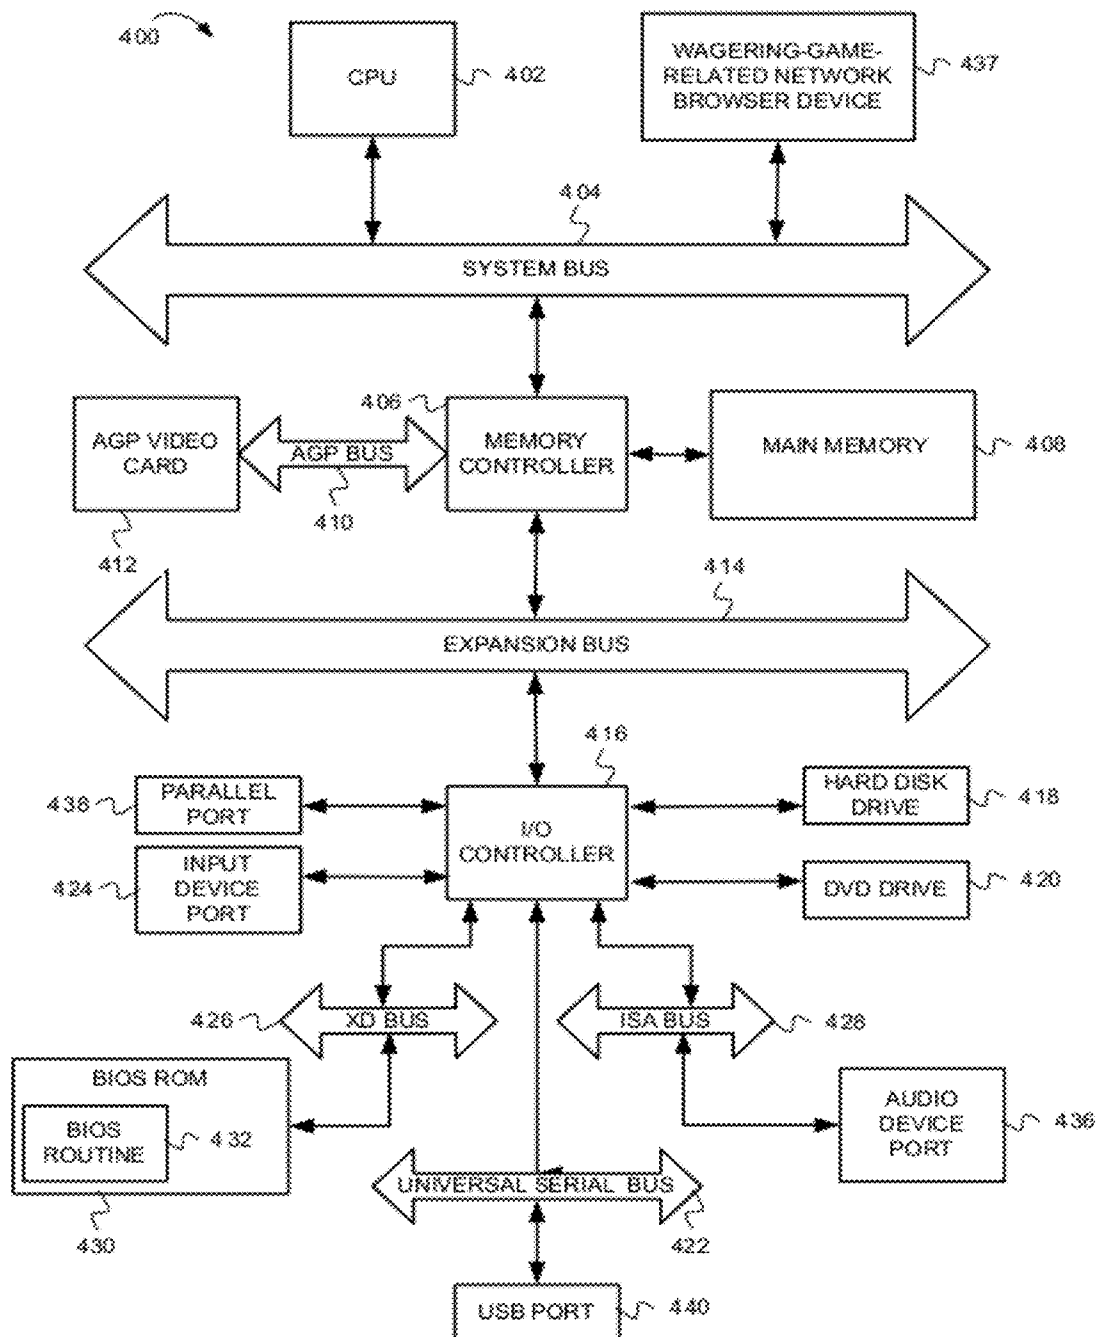 400
CPU
402
WAGERING-GAME-
RELATED NETWORK
BROWSER DEVICE
437
404
SYSTEM BUS
AGP VIDEO
CARD
412
AGP BUS
410
406
MEMORY
CONTROLLER
MAIN MEMORY
408
414
EXPANSION BUS
416
438
PARALLEL
PORT
I/O
CONTROLLER
HARD DISK
DRIVE
418
424
INPUT
DEVICE
PORT
DVD DRIVE
420
426
XD BUS
ISA BUS
428
BIOS ROM
BIOS
ROUTINE
432
430
AUDIO
DEVICE
PORT
436
UNIVERSAL SERIAL BUS
422
USB PORT
440